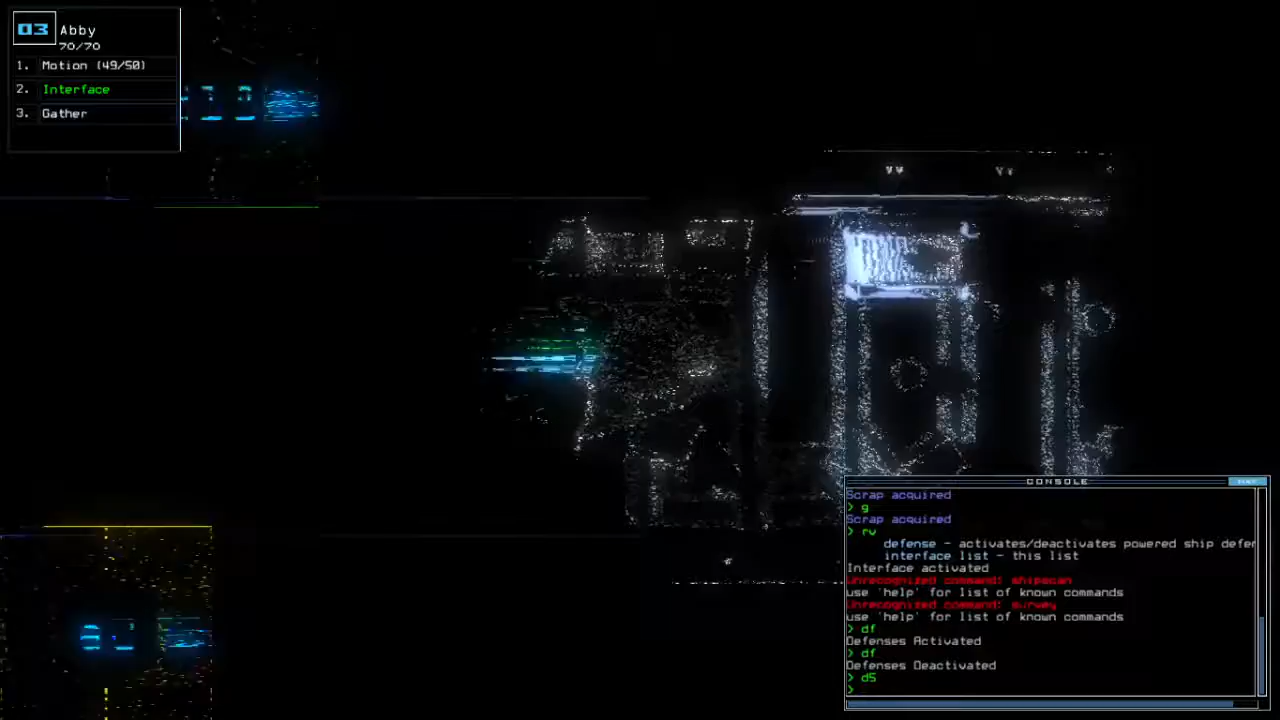 03 Abby
70/70
1. Motion (49/50)
2. Interface
3. Gather
CONSOLE
Scrap acquired
> g
Scrap acquired
> rv
defense - activates/deactivates powered ship defen
interface list - this list
Interface activated
Unrecognized command: shipscan
use 'help' for list of known commands
Unrecognized command: survey
use 'help' for list of known commands
> df
Defenses Activated
> df
Defenses Deactivated
> d5
>